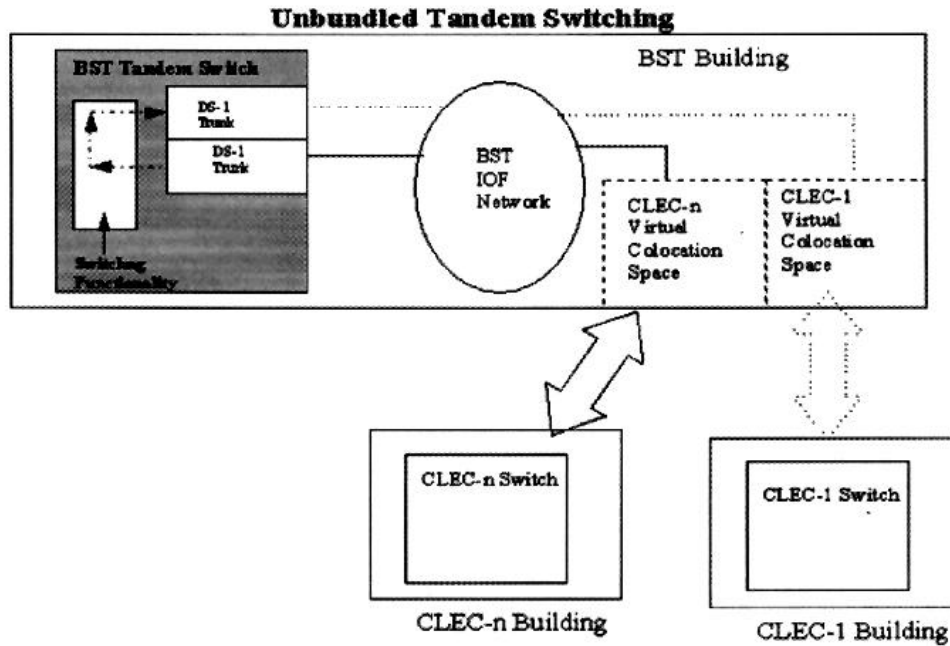 Unbundled Tandem Switching
BST Building
BST Tandem Switch
DS-1
Trunk
DS-1
Trunk
Switching
Functionality
BST
IOF
Network
CLEC-n
Virtual
Colocation
Space
CLEC-1
Virtual
Colocation
Space
CLEC-n Switch
CLEC-n Building
CLEC-1 Switch
CLEC-1 Building